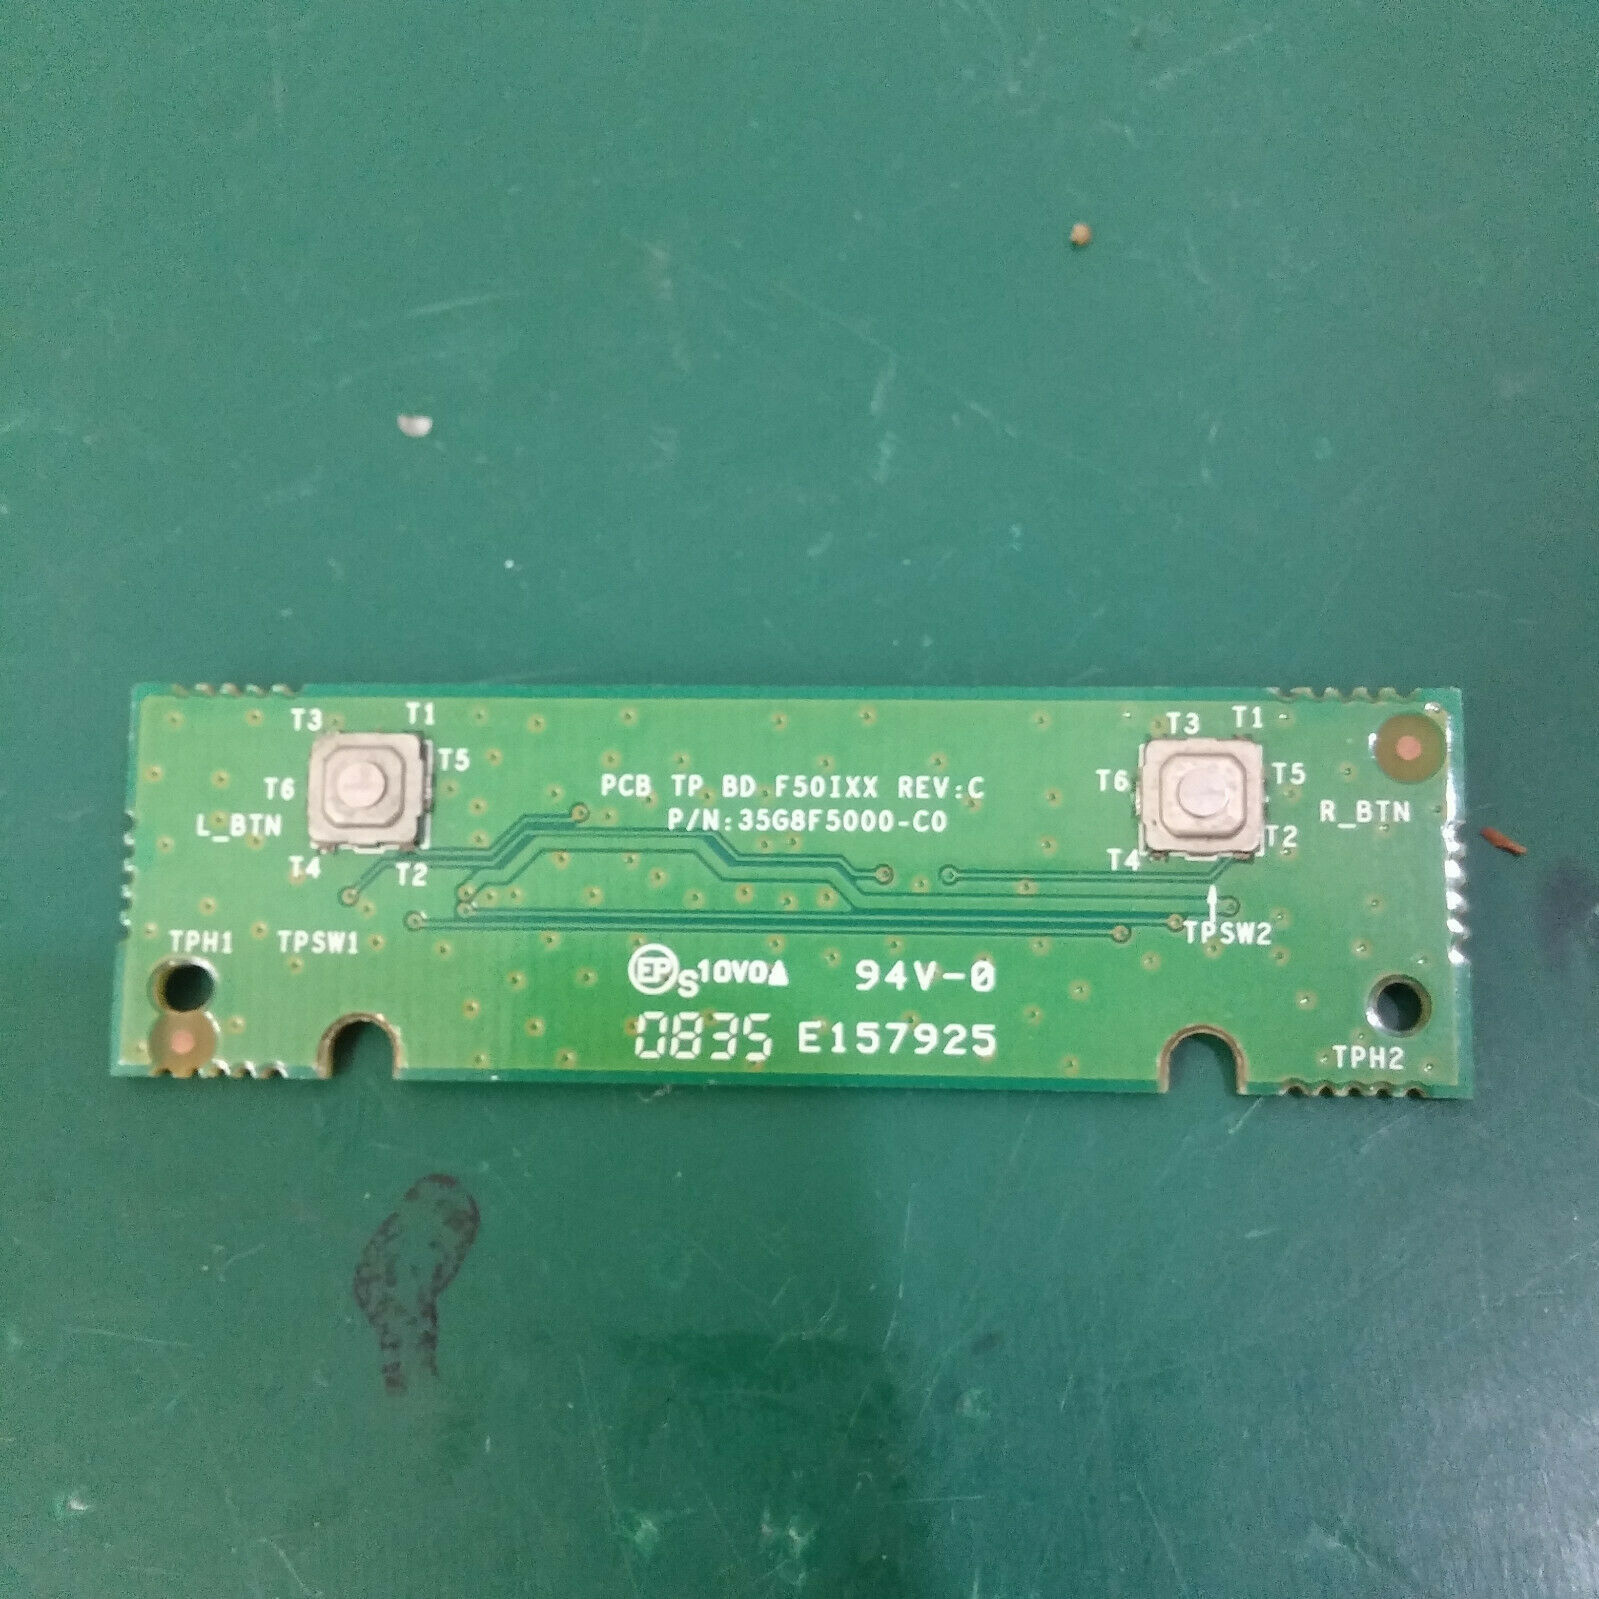 T3 T1
T5
T6
L_BTN
T4 T2
TPH1 TPSW1
PCB TP BD F50IXX REV:C
P/N:35G8F5000-C0
EP S 10V0▲ 94V-0
0835 E157925
T3 T1
T6 T5
R_BTN
T2
T4
TPSW2
TPH2